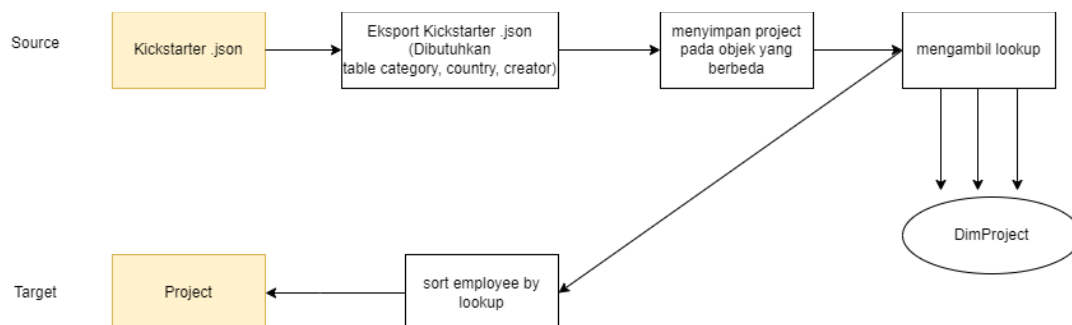 Source
Kickstarter .json
Eksport Kickstarter .json
(Dibutuhkan
table category, country, creator)
menyimpan project
pada objek yang
berbeda
mengambil lookup
DimProject
Target
Project
sort employee by
lookup